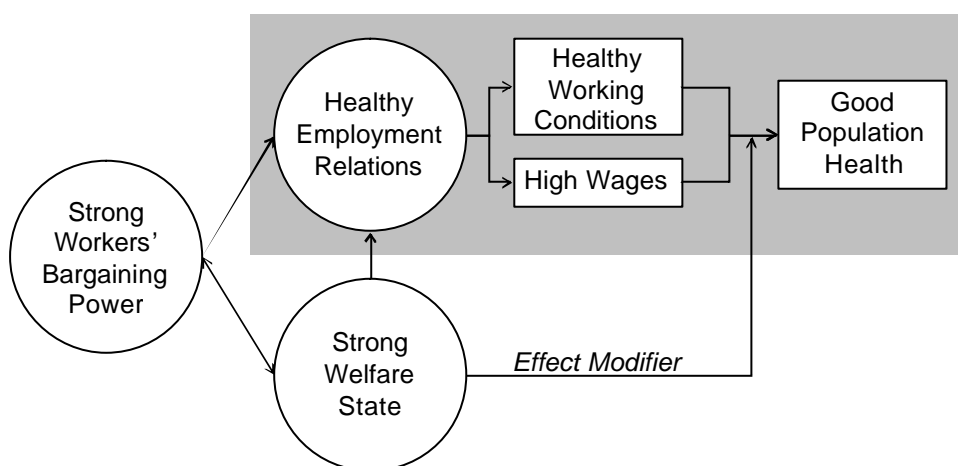 Healthy
Employment
Relations
Healthy
Working
Conditions
High Wages
Good
Population
Health
Strong
Workers’
Bargaining
Power
Strong
Welfare
State
Effect Modifier